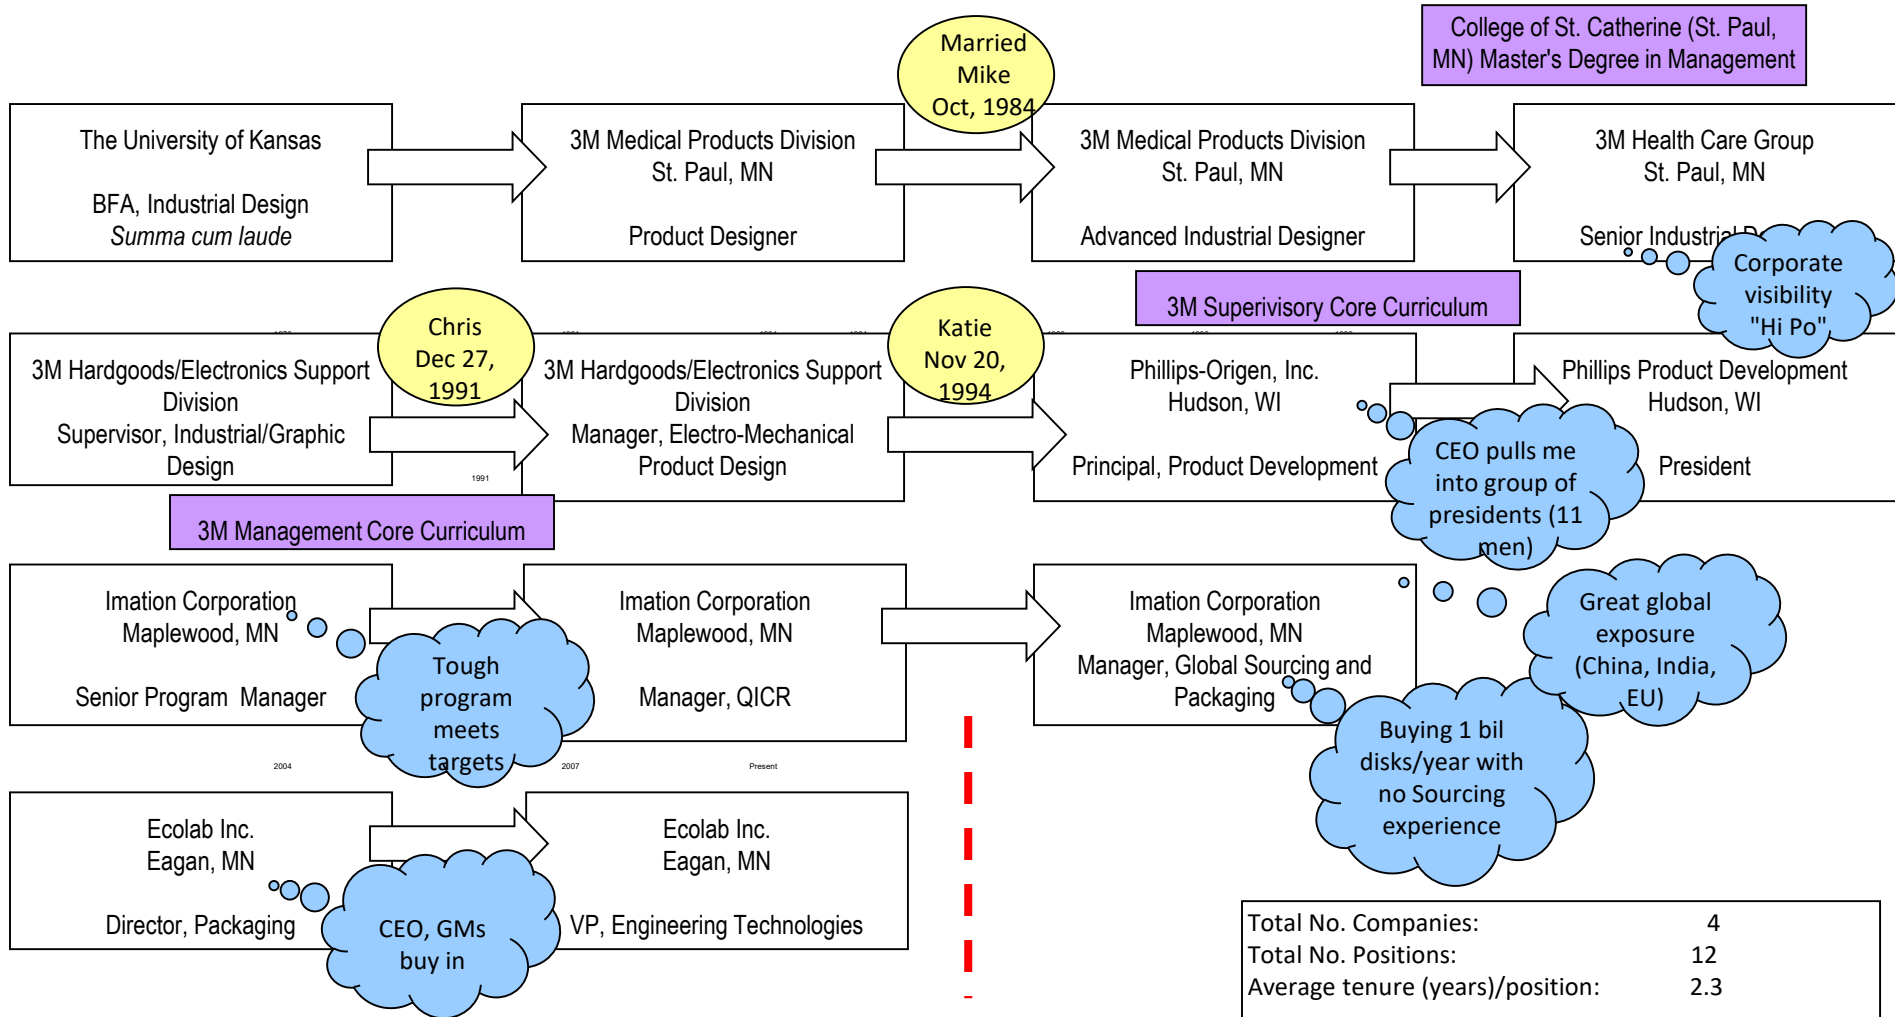 College of St. Catherine (St. Paul,
MN) Master's Degree in Management
Married
Mike
Oct, 1984
The University of Kansas
BFA, Industrial Design
Summa cum laude
3M Medical Products Division
St. Paul, MN
Product Designer
3M Medical Products Division
St. Paul, MN
Advanced Industrial Designer
3M Health Care Group
St. Paul, MN
Senior Industrial
Corporate
visibility
"Hi Po"
3M Superivisory Core Curriculum
Chris
Dec 27,
1991
Katie
Nov 20,
1994
3M Hardgoods/Electronics Support
Division
Supervisor, Industrial/Graphic
Design
3M Hardgoods/Electronics Support
Division
Manager, Electro-Mechanical
Product Design
Phillips-Origen, Inc.
Hudson, WI
Principal, Product Development
Phillips Product Development
Hudson, WI
President
CEO pulls me
into group of
presidents (11
men)
1991
3M Management Core Curriculum
Imation Corporation
Maplewood, MN
Senior Program Manager
Tough
program
meets
targets
Imation Corporation
Maplewood, MN
Manager, QICR
Imation Corporation
Maplewood, MN
Manager, Global Sourcing and
Packaging
Great global
exposure
(China, India,
EU)
Buying 1 bil
disks/year with
no Sourcing
experience
2004
2007
Present
Ecolab Inc.
Eagan, MN
Director, Packaging
CEO, GMs
buy in
Ecolab Inc.
Eagan, MN
VP, Engineering Technologies
Total No. Companies: 4
Total No. Positions: 12
Average tenure (years)/position: 2.3